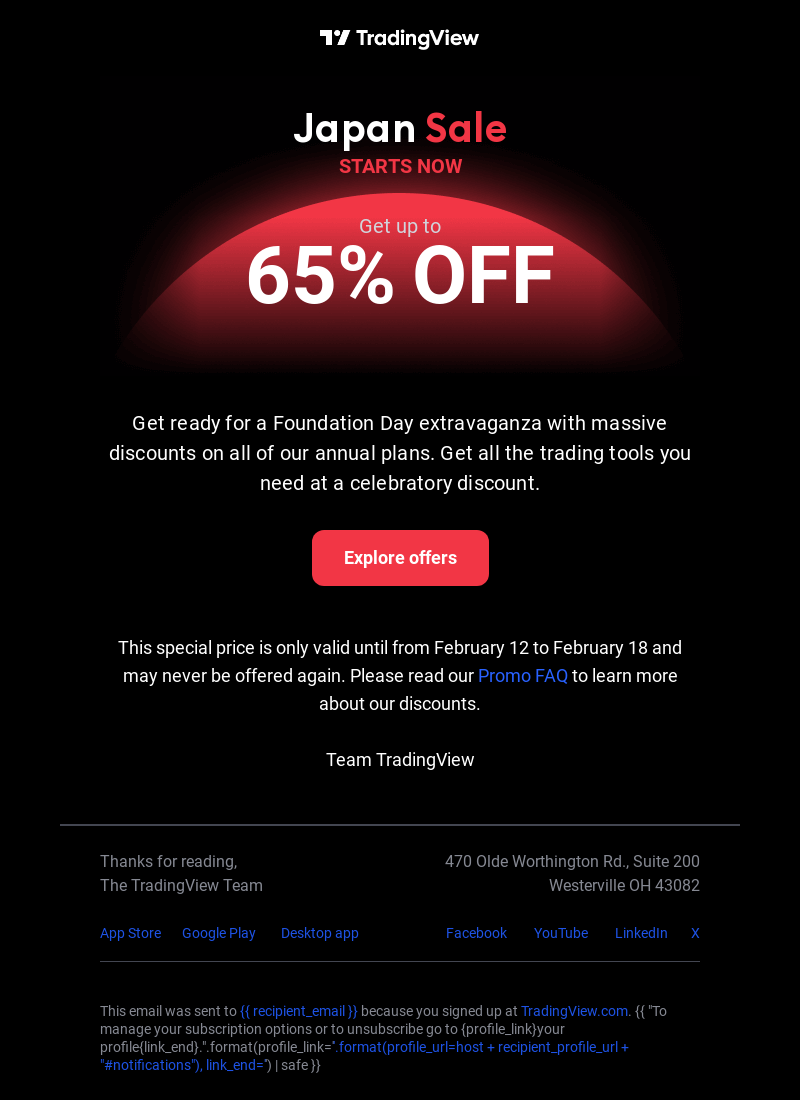 TradingView
Japan Sale
STARTS NOW
Get up to
65% OFF
Get ready for a Foundation Day extravaganza with massive
discounts on all of our annual plans. Get all the trading tools you
need at a celebratory discount.
Explore offers
This special price is only valid until from February 12 to February 18 and
may never be offered again. Please read our Promo FAQ to learn more
about our discounts.
Team TradingView
Thanks for reading,
The TradingView Team
470 Olde Worthington Rd., Suite 200
Westerville OH 43082
App Store Google Play Desktop app
Facebook YouTube LinkedIn X
This email was sent to {{ recipient_email }} because you signed up at TradingView.com. {{ "To
manage your subscription options or to unsubscribe go to {profile_link}your
profile{link_end}.".format(profile_link='.format(profile_url=host + recipient_profile_url +
"#notifications"), link_end='') | safe }}